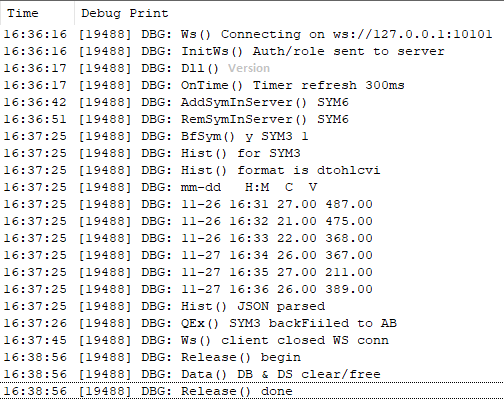 Time Debug Print
16:36:16 [19488] DBG: Ws() Connecting on ws://127.0.0.1:10101
16:36:16 [19488] DBG: InitWs() Auth/role sent to server
16:36:17 [19488] DBG: Dll() Version
16:36:17 [19488] DBG: OnTime() Timer refresh 300ms
16:36:42 [19488] DBG: AddSymInServer() SYM6
16:36:51 [19488] DBG: RemSymInServer() SYM6
16:37:25 [19488] DBG: BfSym() y SYM3 1
16:37:25 [19488] DBG: Hist() for SYM3
16:37:25 [19488] DBG: Hist() format is dtohlcvi
16:37:25 [19488] DBG: mm-dd H:M C V
16:37:25 [19488] DBG: 11-26 16:31 27.00 487.00
16:37:25 [19488] DBG: 11-26 16:32 21.00 475.00
16:37:25 [19488] DBG: 11-26 16:33 22.00 368.00
16:37:25 [19488] DBG: 11-27 16:34 26.00 367.00
16:37:25 [19488] DBG: 11-27 16:35 27.00 211.00
16:37:25 [19488] DBG: 11-27 16:36 26.00 389.00
16:37:25 [19488] DBG: Hist() JSON parsed
16:37:26 [19488] DBG: QEx() SYM3 backFiilled to AB
16:37:45 [19488] DBG: Ws() client closed WS conn
16:38:56 [19488] DBG: Release() begin
16:38:56 [19488] DBG: Data() DB & DS clear/free
16:38:56 [19488] DBG: Release() done